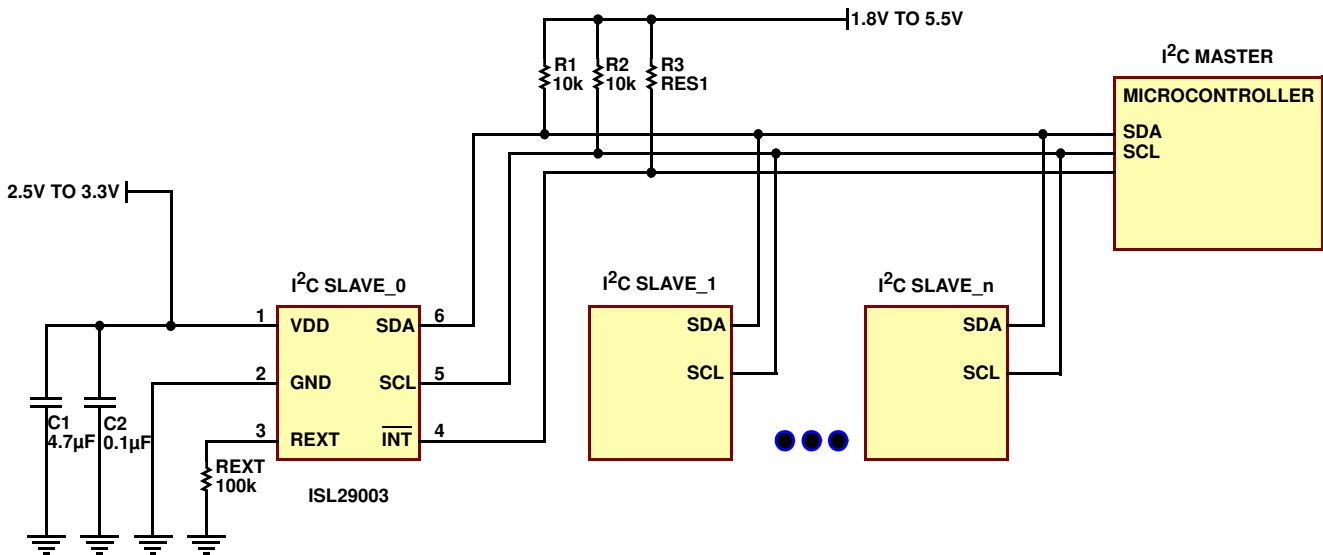 1.8V TO 5.5V
R1
10k
R2
10k
R3
RES1
I²C MASTER
MICROCONTROLLER
SDA
SCL
2.5V TO 3.3V
I²C SLAVE_0
1
VDD
SDA
6
2
GND
SCL
5
3
REXT
INT
4
C1
4.7µF
C2
0.1µF
REXT
100k
ISL29003
I²C SLAVE_1
SDA
SCL
I²C SLAVE_n
SDA
SCL